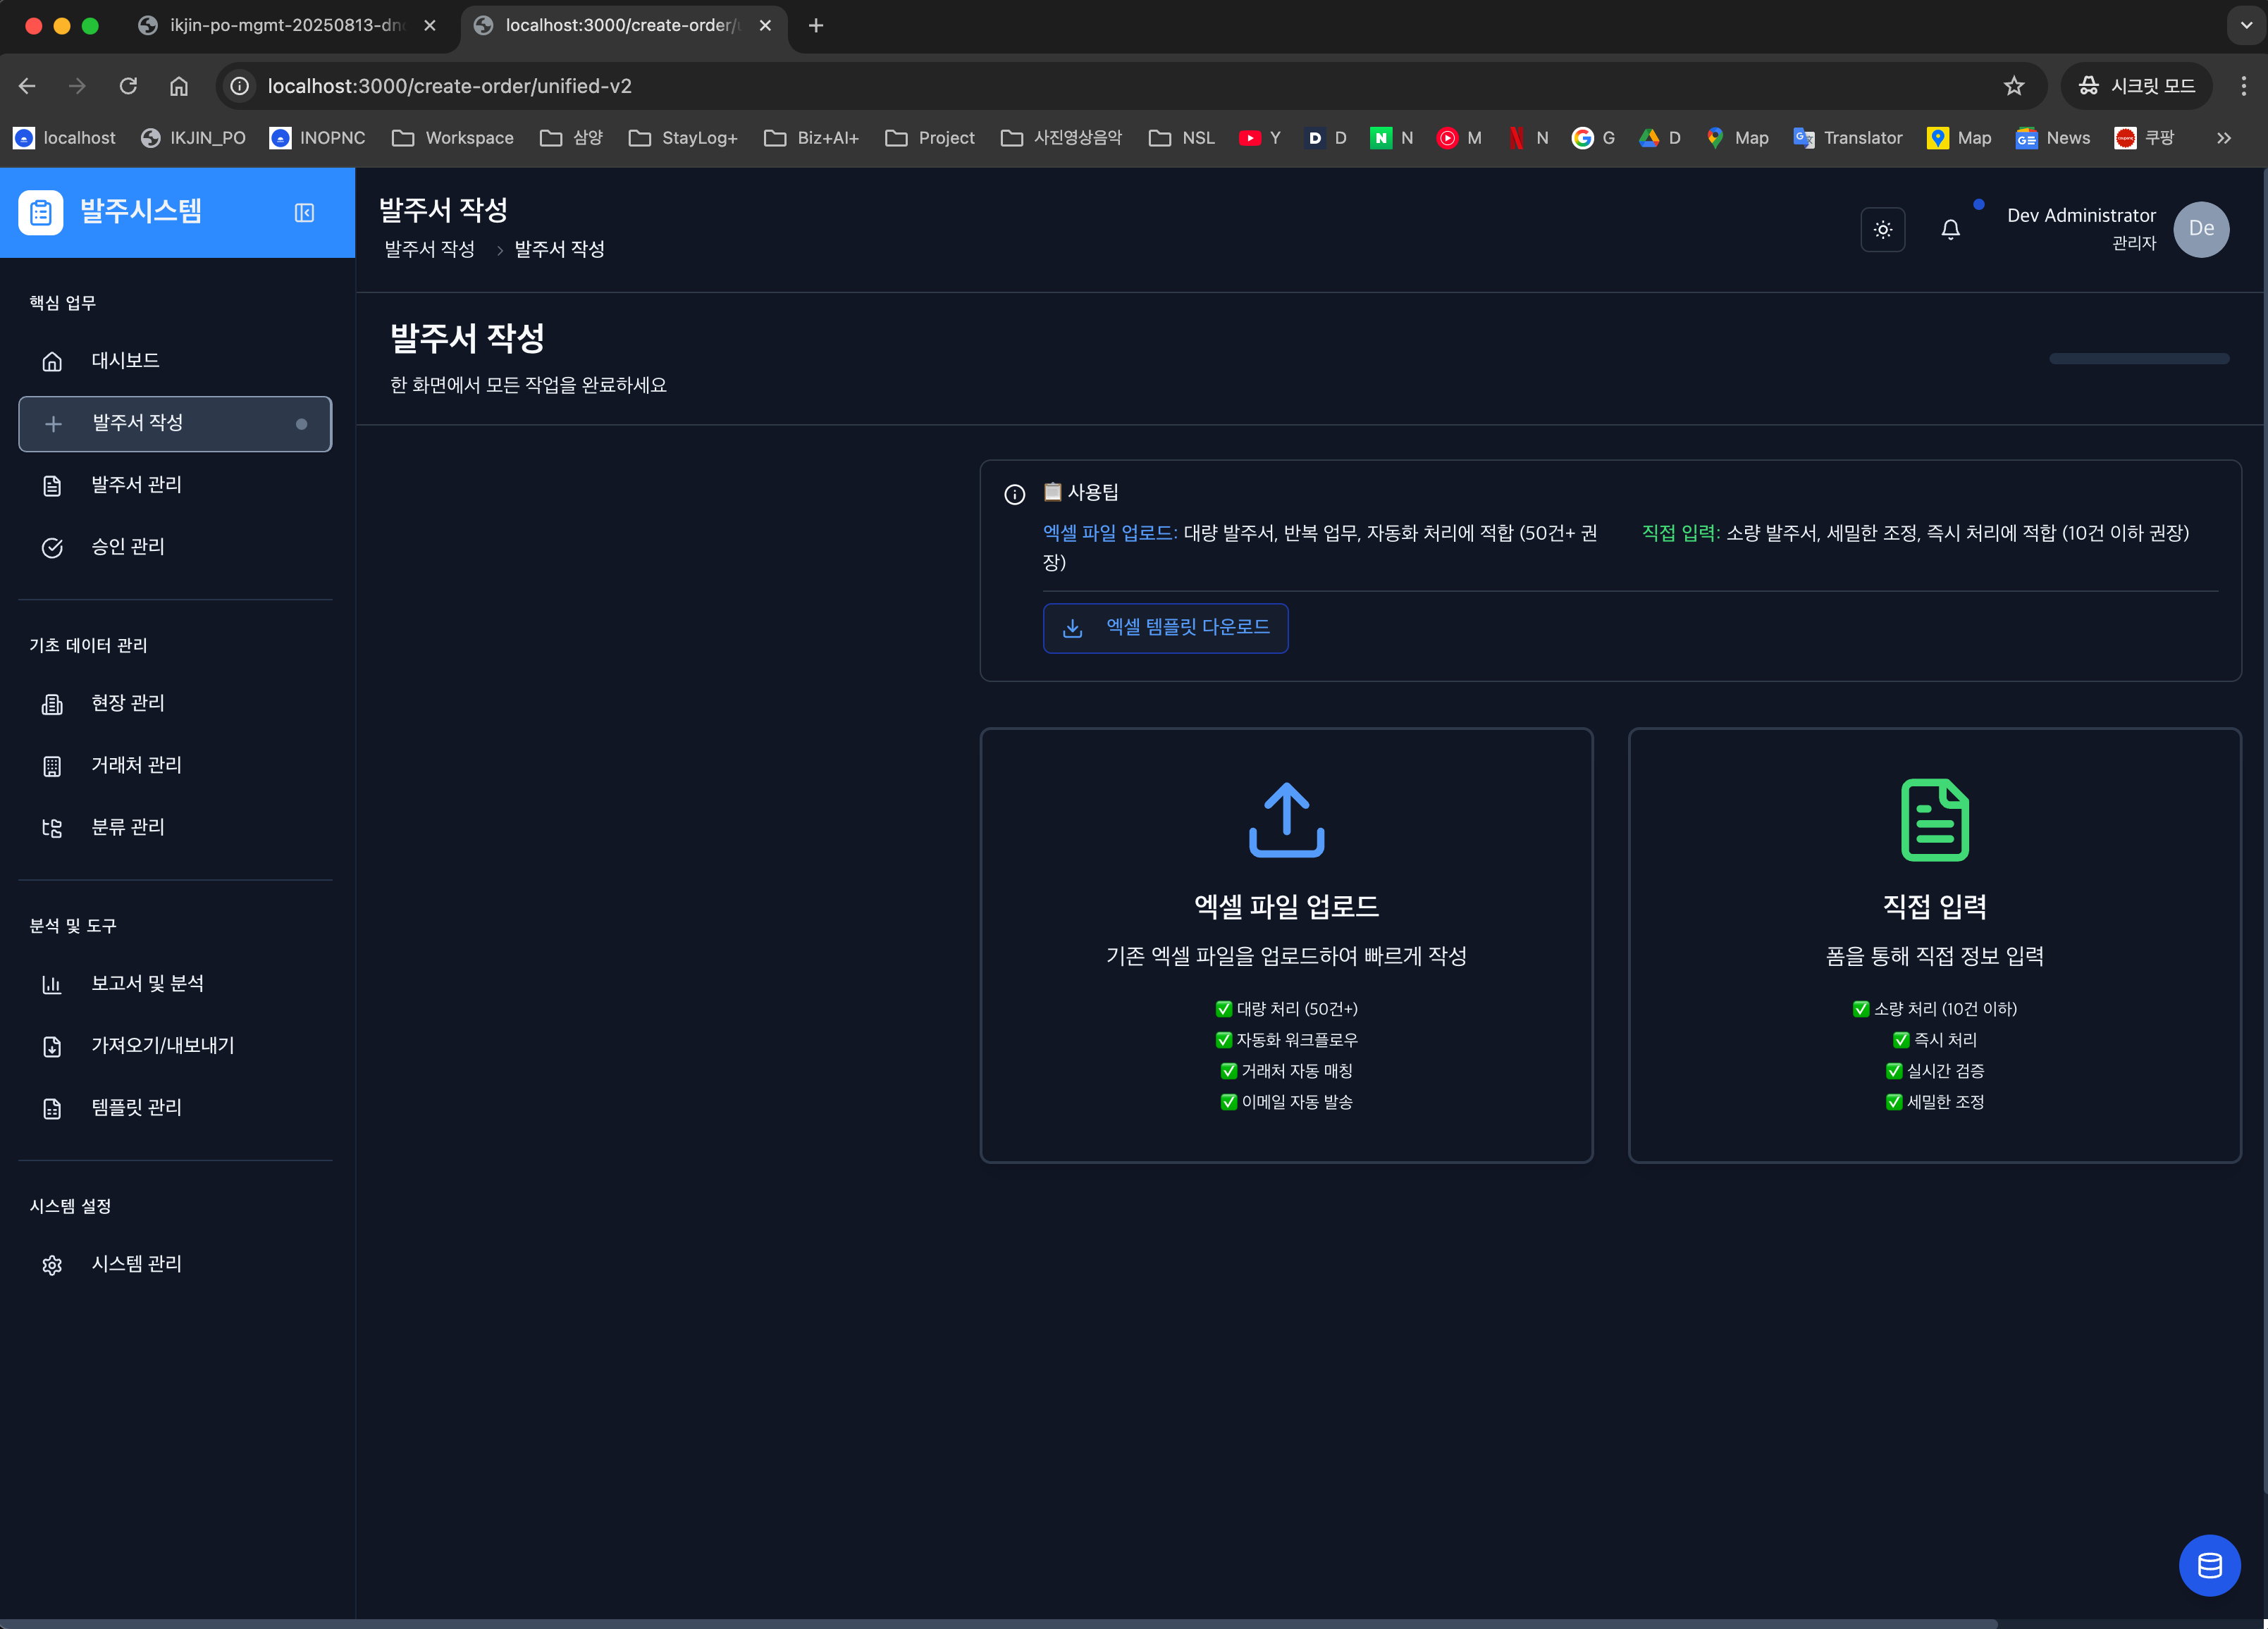 ikjin-po-mgmt-20250813-dn
localhost:3000/create-order/
localhost:3000/create-order/unified-v2
시크릿 모드
localhost
IKJIN_PO
INOPNC
Workspace
삼양
StayLog+
Biz+AI+
Project
사진영상음악
NSL
Y
D
N
M
N
G
D
Map
Translator
Map
News
쿠팡
발주시스템
발주서 작성
발주서 작성 > 발주서 작성
Dev Administrator
관리자
De
핵심 업무
대시보드
발주서 작성
발주서 관리
승인 관리
기초 데이터 관리
현장 관리
거래처 관리
분류 관리
분석 및 도구
보고서 및 분석
가져오기/내보내기
템플릿 관리
시스템 설정
시스템 관리
발주서 작성
한 화면에서 모든 작업을 완료하세요
📋 사용팁
엑셀 파일 업로드: 대량 발주서, 반복 업무, 자동화 처리에 적합 (50건+ 권
장)
직접 입력: 소량 발주서, 세밀한 조정, 즉시 처리에 적합 (10건 이하 권장)
엑셀 템플릿 다운로드
엑셀 파일 업로드
기존 엑셀 파일을 업로드하여 빠르게 작성
✅ 대량 처리 (50건+)
✅ 자동화 워크플로우
✅ 거래처 자동 매칭
✅ 이메일 자동 발송
직접 입력
폼을 통해 직접 정보 입력
✅ 소량 처리 (10건 이하)
✅ 즉시 처리
✅ 실시간 검증
✅ 세밀한 조정